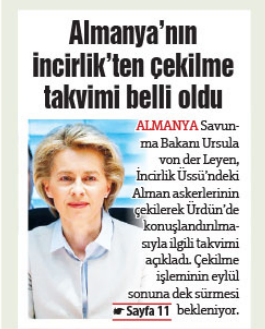 Almanya’nın
İncirlik’ten çekilme
takvimi belli oldu
ALMANYA Savun-
ma Bakanı Ursula
von der Leyen,
İncirlik Üssü’ndeki
Alman askerlerinin
çekilerek Ürdün’de
konuşlandırılma-
sıyla ilgili takvimi
açıkladı. Çekilme
işleminin eylül
sonuna dek sürmesi
☛ Sayfa 11 bekleniyor.